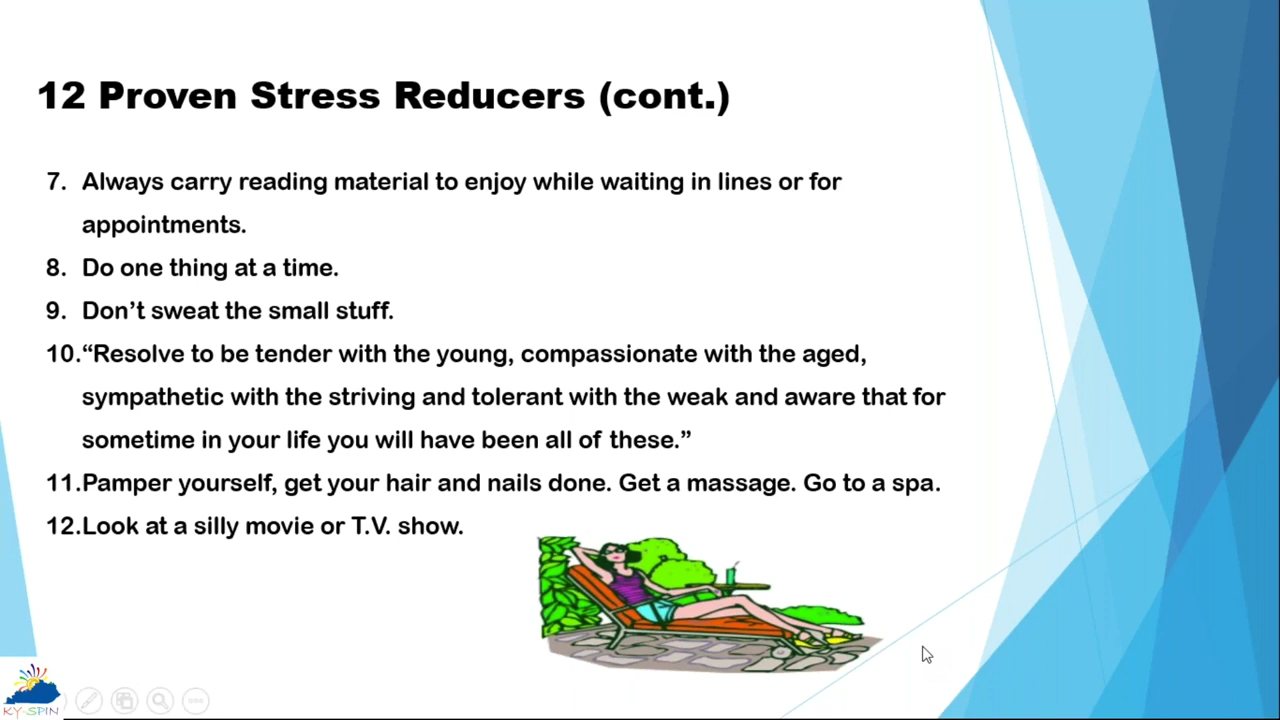 12 Proven Stress Reducers (cont.)
7. Always carry reading material to enjoy while waiting in lines or for
appointments.
8. Do one thing at a time.
9. Don’t sweat the small stuff.
10.“Resolve to be tender with the young, compassionate with the aged,
sympathetic with the striving and tolerant with the weak and aware that for
sometime in your life you will have been all of these.”
11.Pamper yourself, get your hair and nails done. Get a massage. Go to a spa.
12.Look at a silly movie or T.V. show.
KY-SPIN